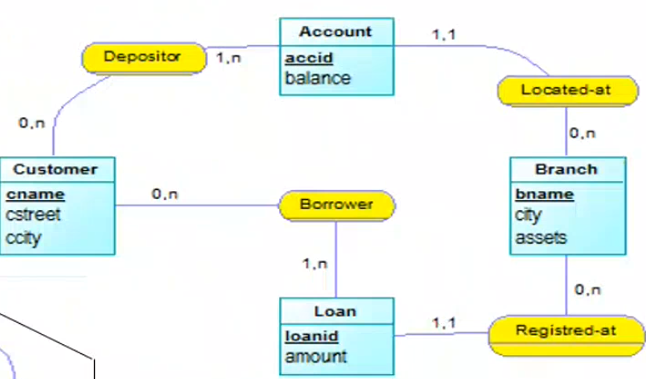 Account
accid
balance
Depositor
1,n
1,1
Located-at
0,n
0,n
Customer
cname
cstreet
ccity
0,n
Borrower
Branch
bname
city
assets
1,n
0,n
Loan
loanid
amount
1,1
Registred-at